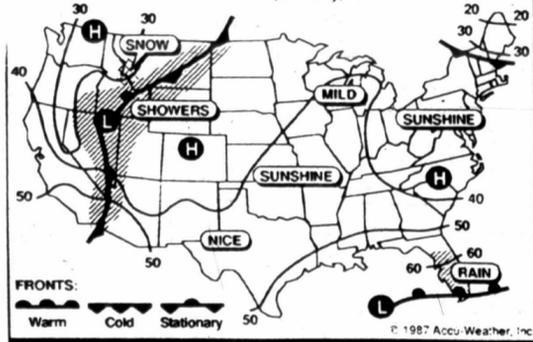 30
30
20
20
H
SNOW
30
30
40
MILD
SHOWERS
L
SUNSHINE
H
SUNSHINE
H
50
40
NICE
50
60
50
60
RAIN
FRONTS:
L
50
Warm
Cold
Stationary
© 1987 Accu-Weather, Inc